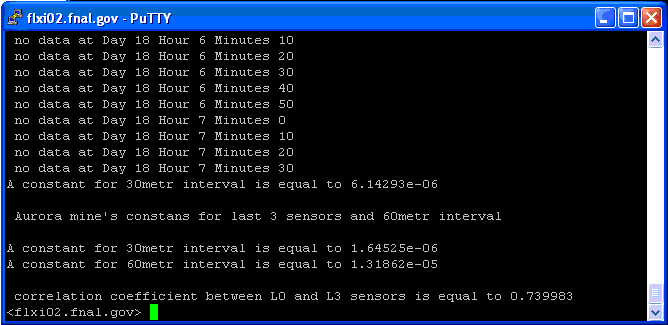 flxi02.fnal.gov - PuTTY
no data at Day 18 Hour 6 Minutes 10
no data at Day 18 Hour 6 Minutes 20
no data at Day 18 Hour 6 Minutes 30
no data at Day 18 Hour 6 Minutes 40
no data at Day 18 Hour 6 Minutes 50
no data at Day 18 Hour 7 Minutes 0
no data at Day 18 Hour 7 Minutes 10
no data at Day 18 Hour 7 Minutes 20
no data at Day 18 Hour 7 Minutes 30
A constant for 30metr interval is equal to 6.14293e-06
Aurora mine's constans for last 3 sensors and 60metr interval
A constant for 30metr interval is equal to 1.64525e-06
A constant for 60metr interval is equal to 1.31862e-05
correlation coefficient between L0 and L3 sensors is equal to 0.739983
<flxi02.fnal.gov>